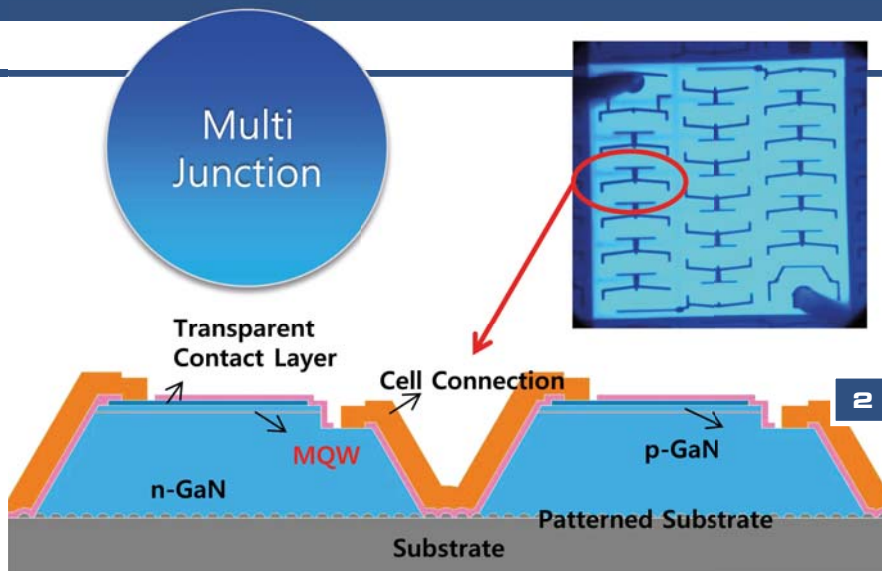 Multi
Junction
Transparent
Contact Layer
Cell Connection
2
MQW
p-GaN
n-GaN
Patterned Substrate
Substrate